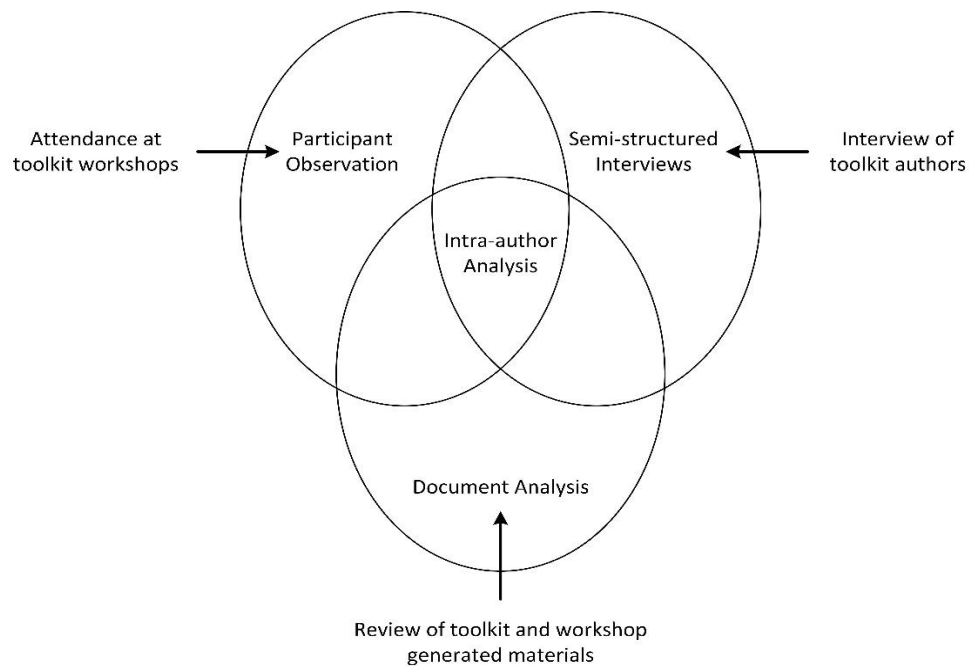 Attendance at
toolkit workshops
Participant
Observation
Semi-structured
Interviews
Interview of
toolkit authors
Intra-author
Analysis
Document Analysis
Review of toolkit and workshop
generated materials